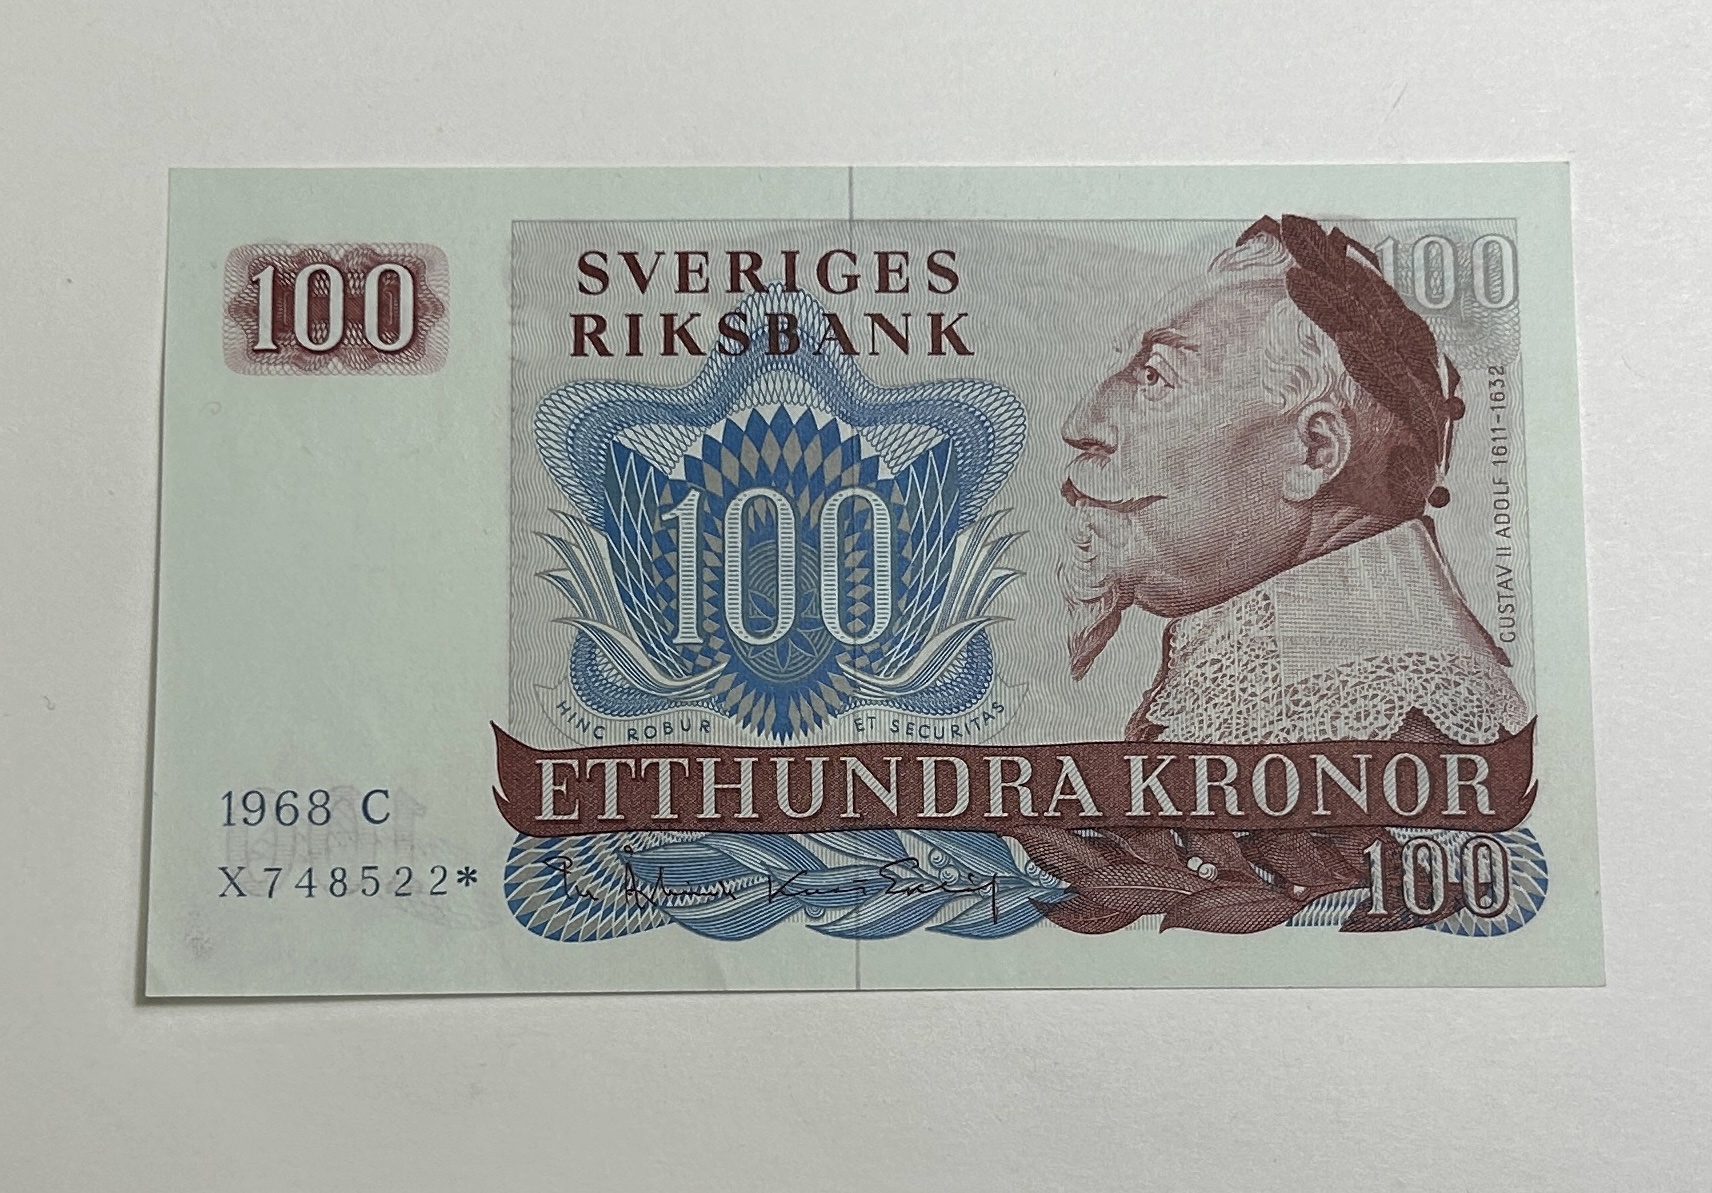 100
SVERIGES
RIKSBANK
100
100
GUSTAV II ADOLF 1611-1632
HINC ROBUR ET SECURITAS
ETTHUNDRA KRONOR
1968 C
X748522*
100